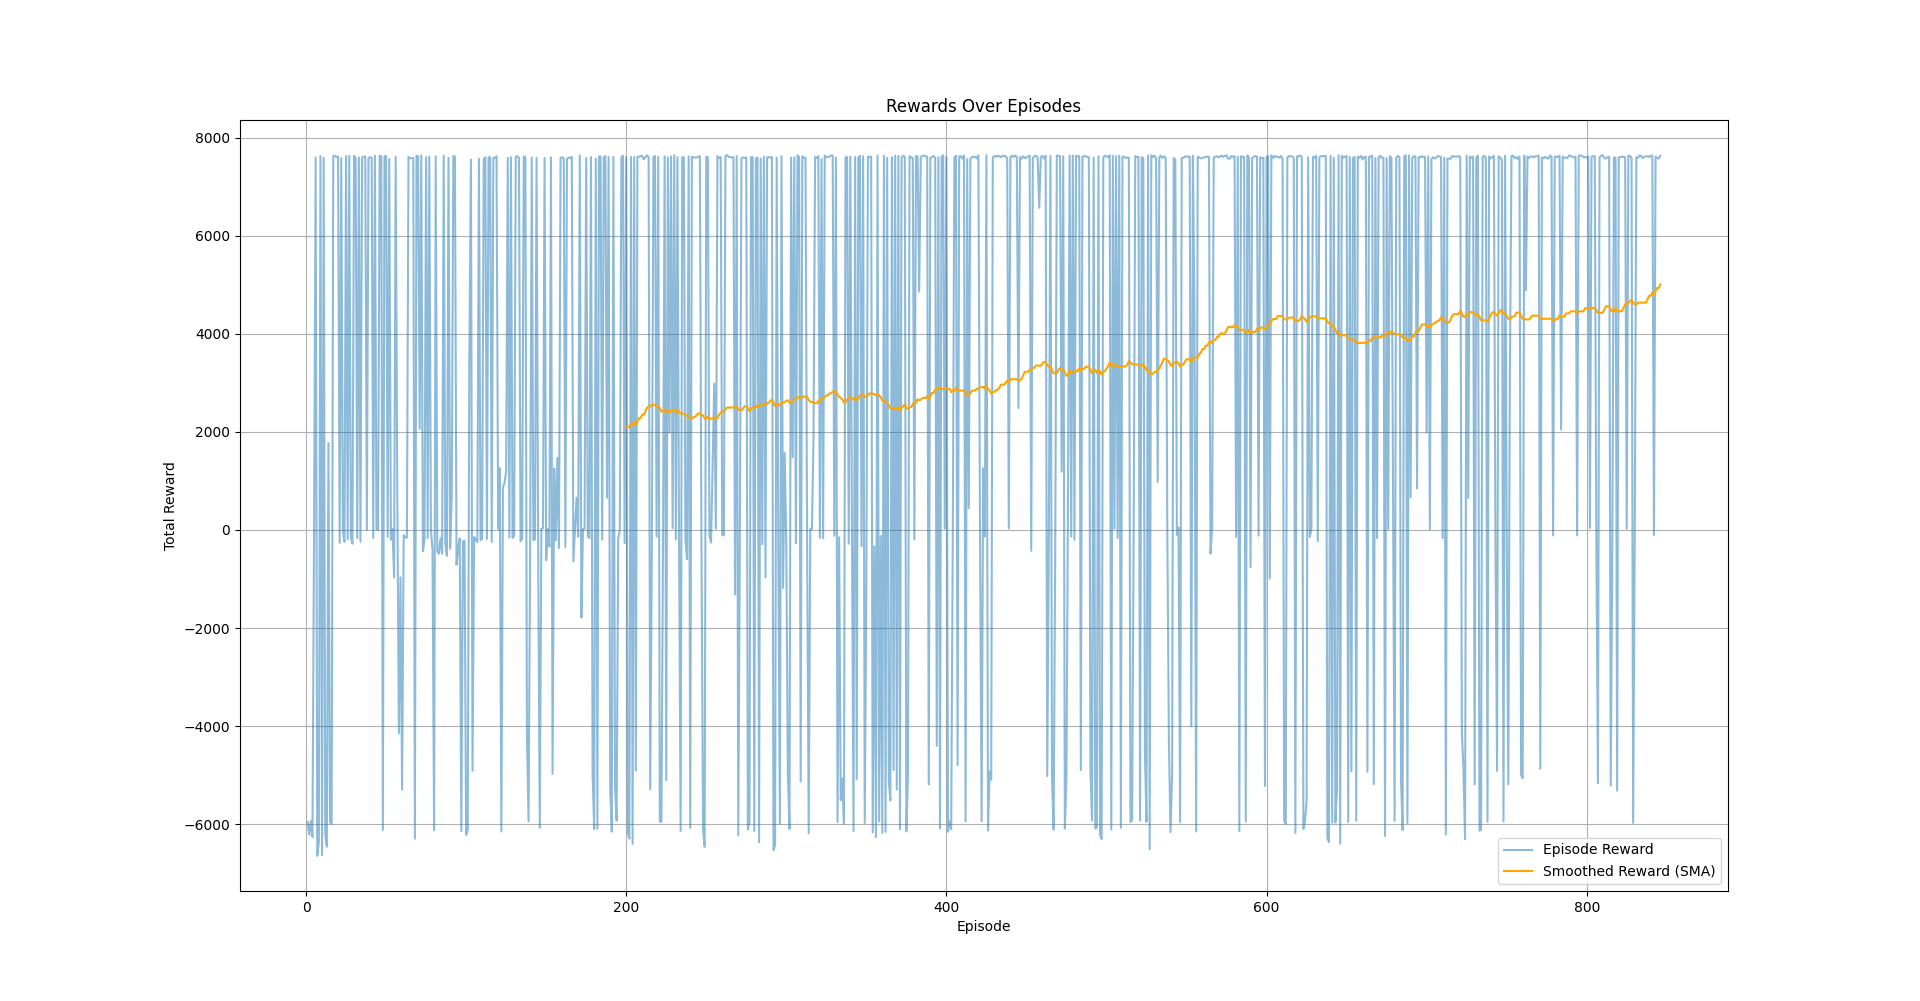 Rewards Over Episodes
8000
6000
4000
2000
0
−2000
−4000
−6000
Total Reward
0
200
400
600
800
Episode
Episode Reward
Smoothed Reward (SMA)